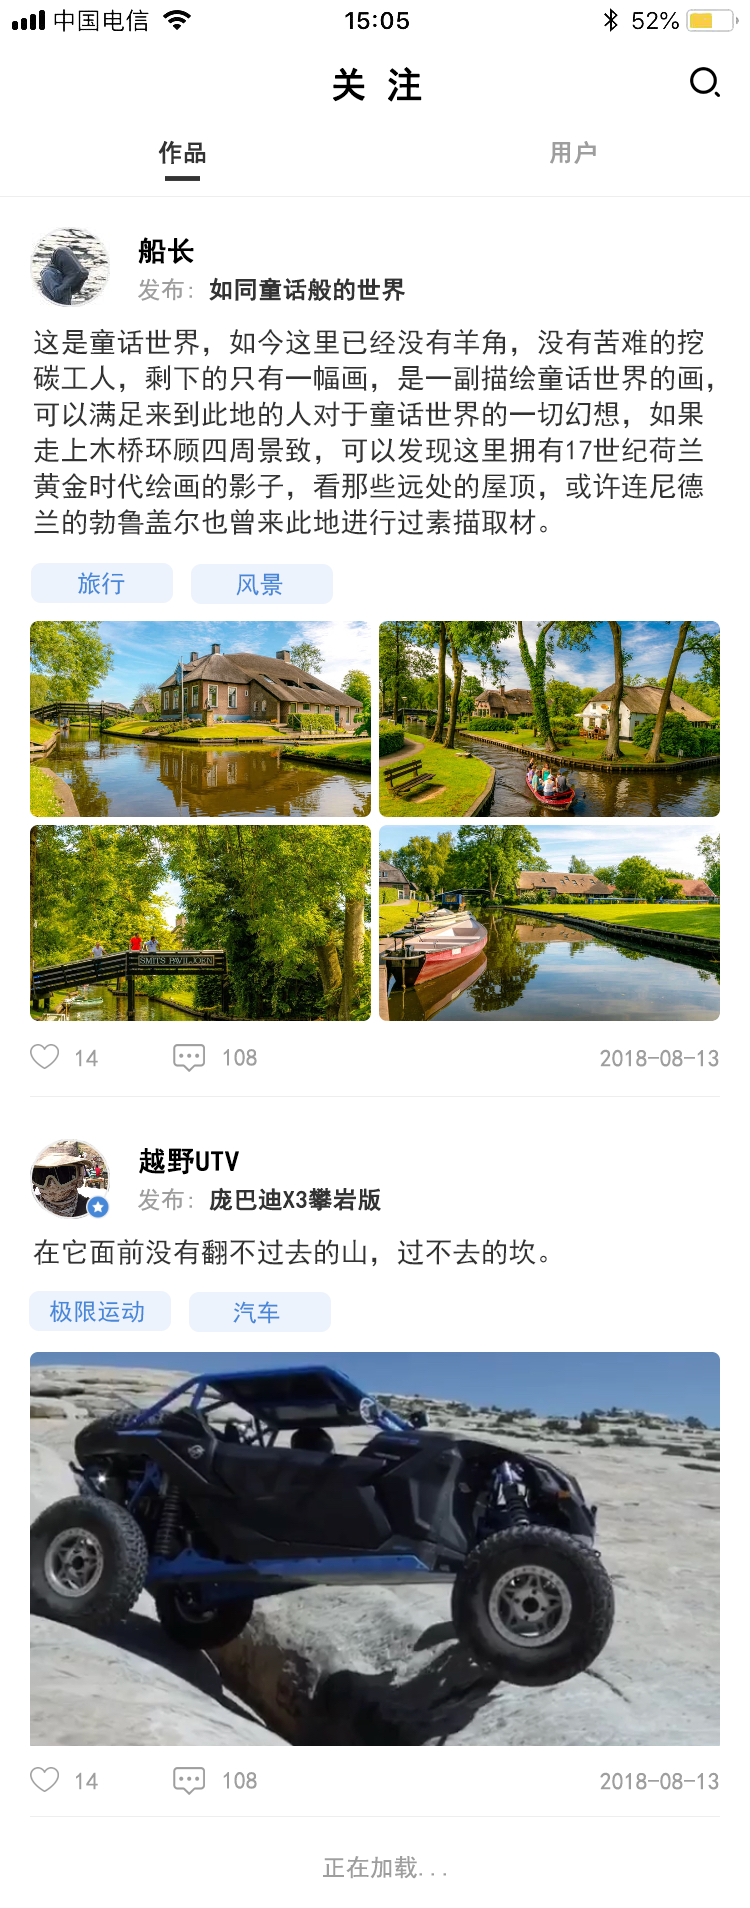 中国电信 15:05 52%
关 注
作品 用户
船长
发布：如同童话般的世界
这是童话世界，如今这里已经没有羊角，没有苦难的挖
碳工人，剩下的只有一幅画，是一副描绘童话世界的画，
可以满足来到此地的人对于童话世界的一切幻想，如果
走上木桥环顾四周景致，可以发现这里拥有17世纪荷兰
黄金时代绘画的影子，看那些远处的屋顶，或许连尼德
兰的勃鲁盖尔也曾来此地进行过素描取材。
旅行 风景
SMITS PAVILJOEN
14 108 2018-08-13
越野UTV
发布：庞巴迪X3攀岩版
在它面前没有翻不过去的山，过不去的坎。
极限运动 汽车
14 108 2018-08-13
正在加载...